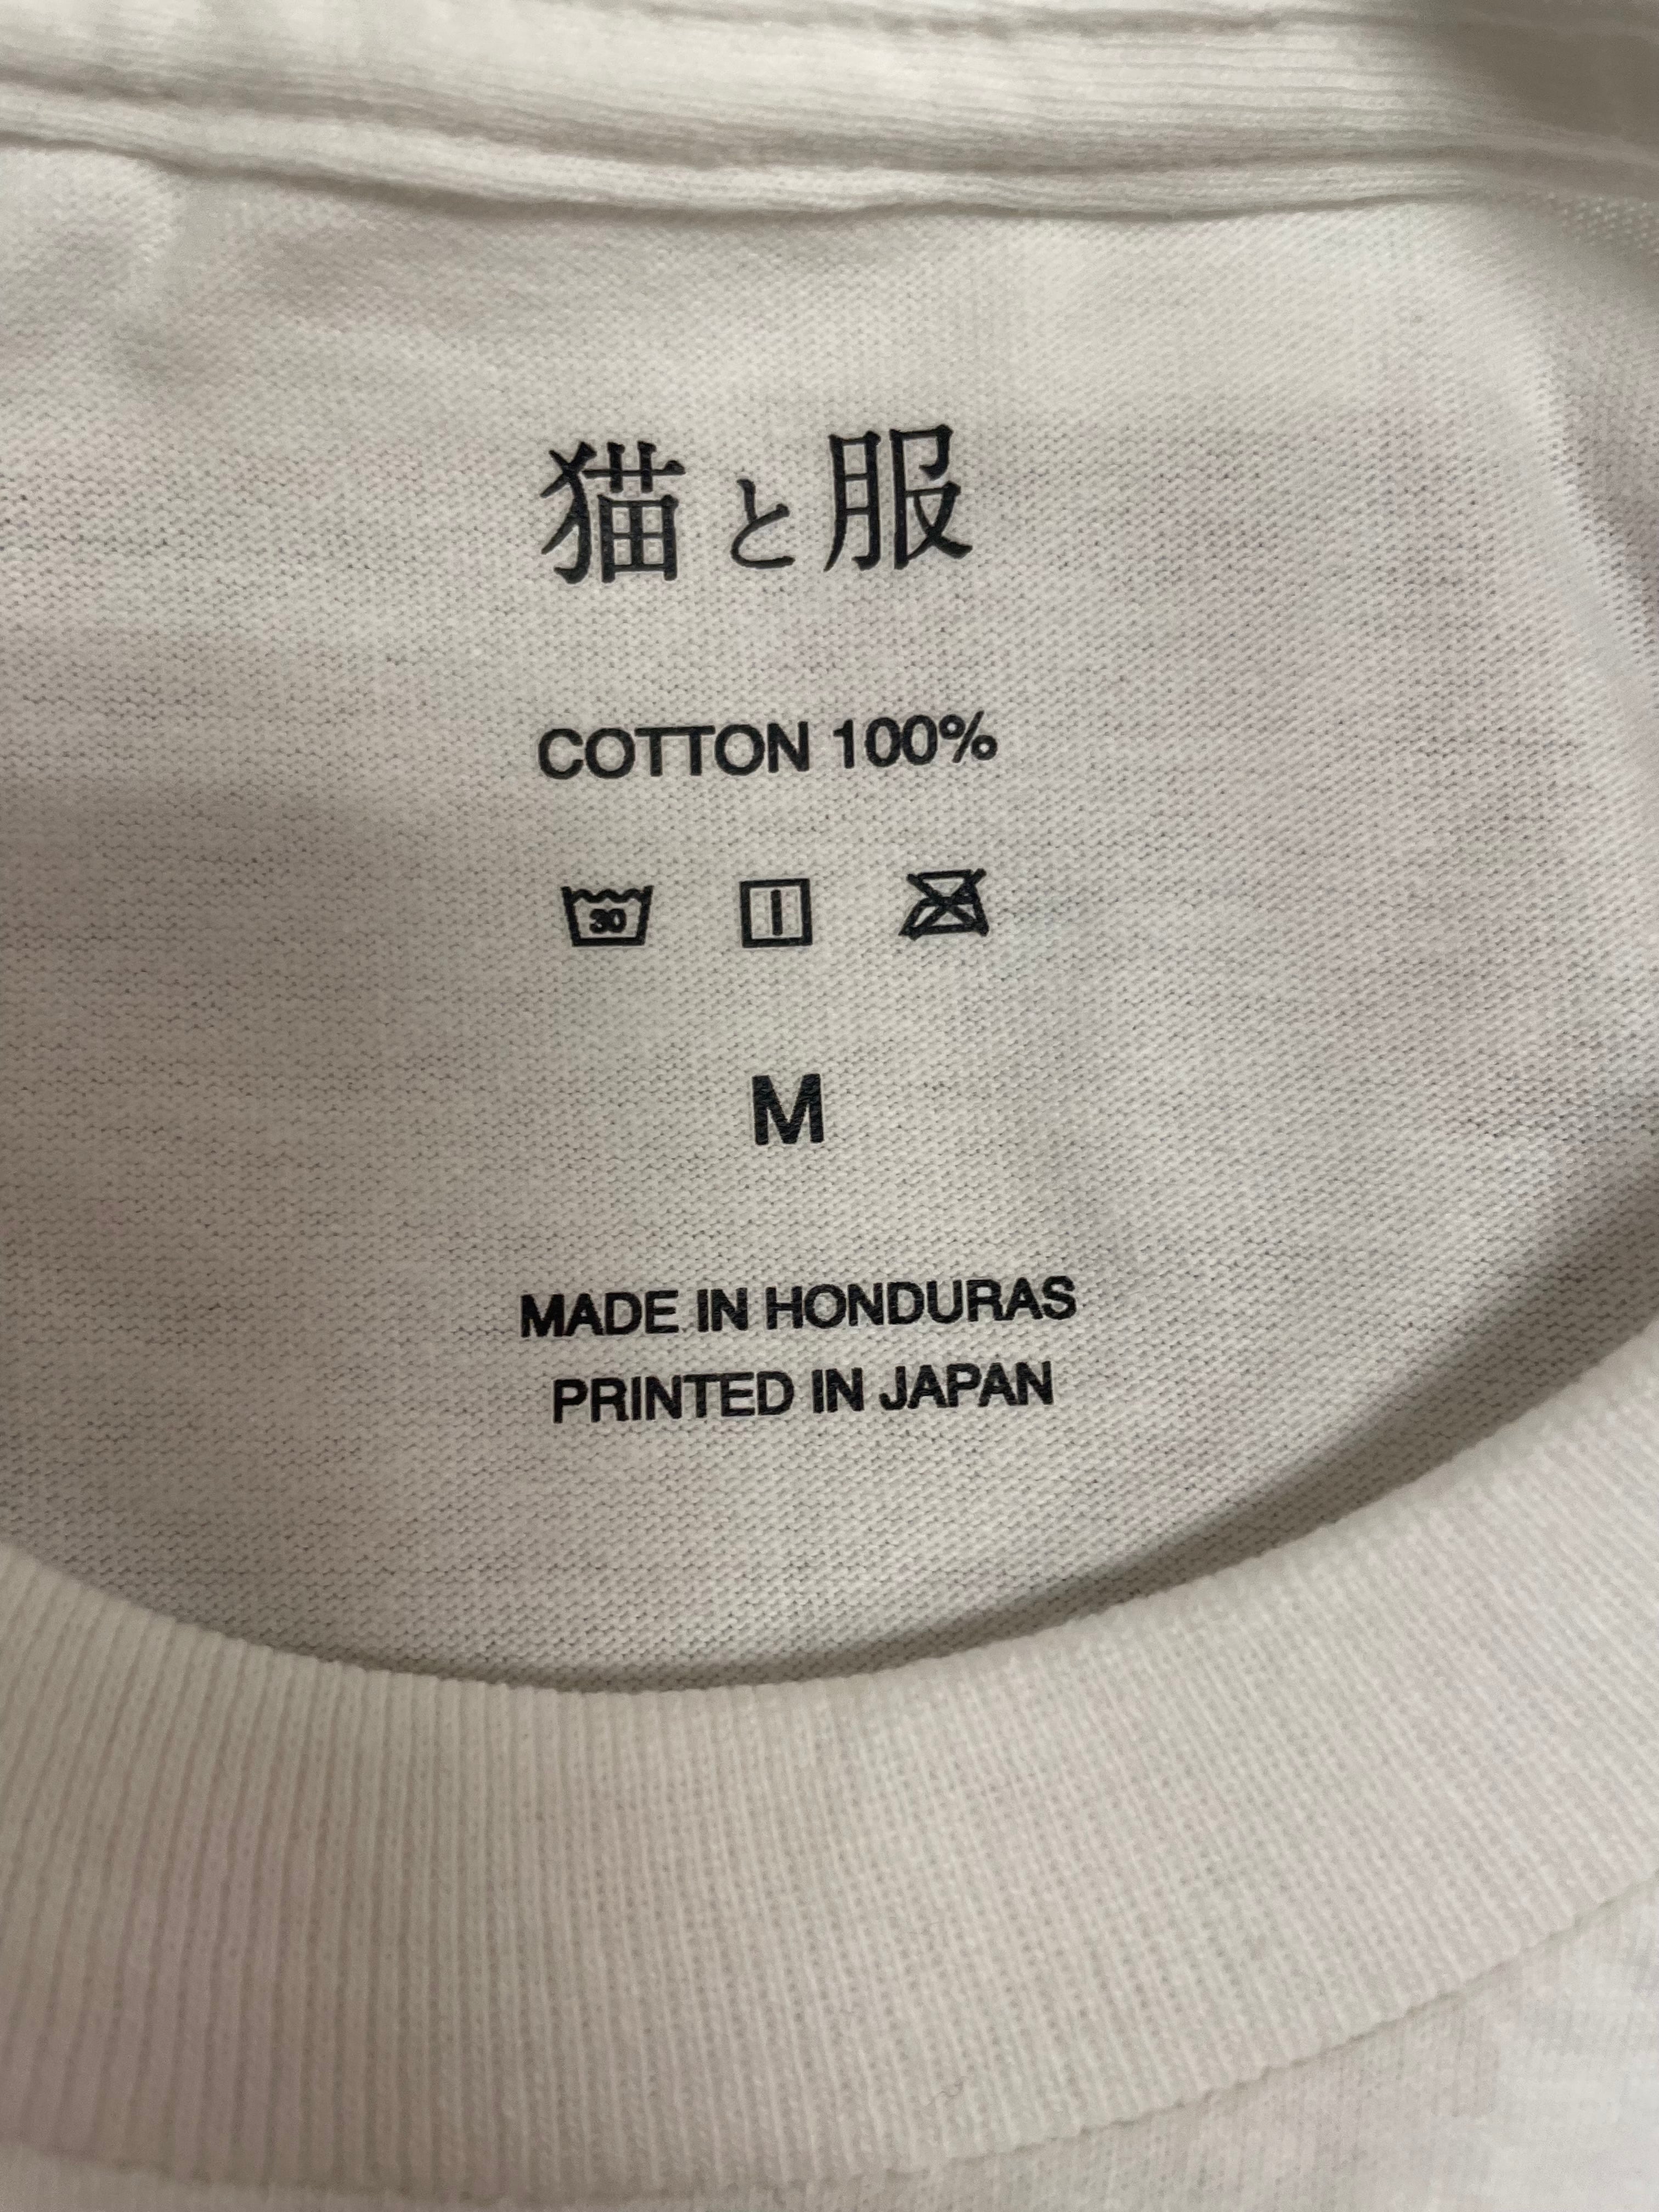 猫と服
COTTON 100%
30
M
MADE IN HONDURAS
PRINTED IN JAPAN